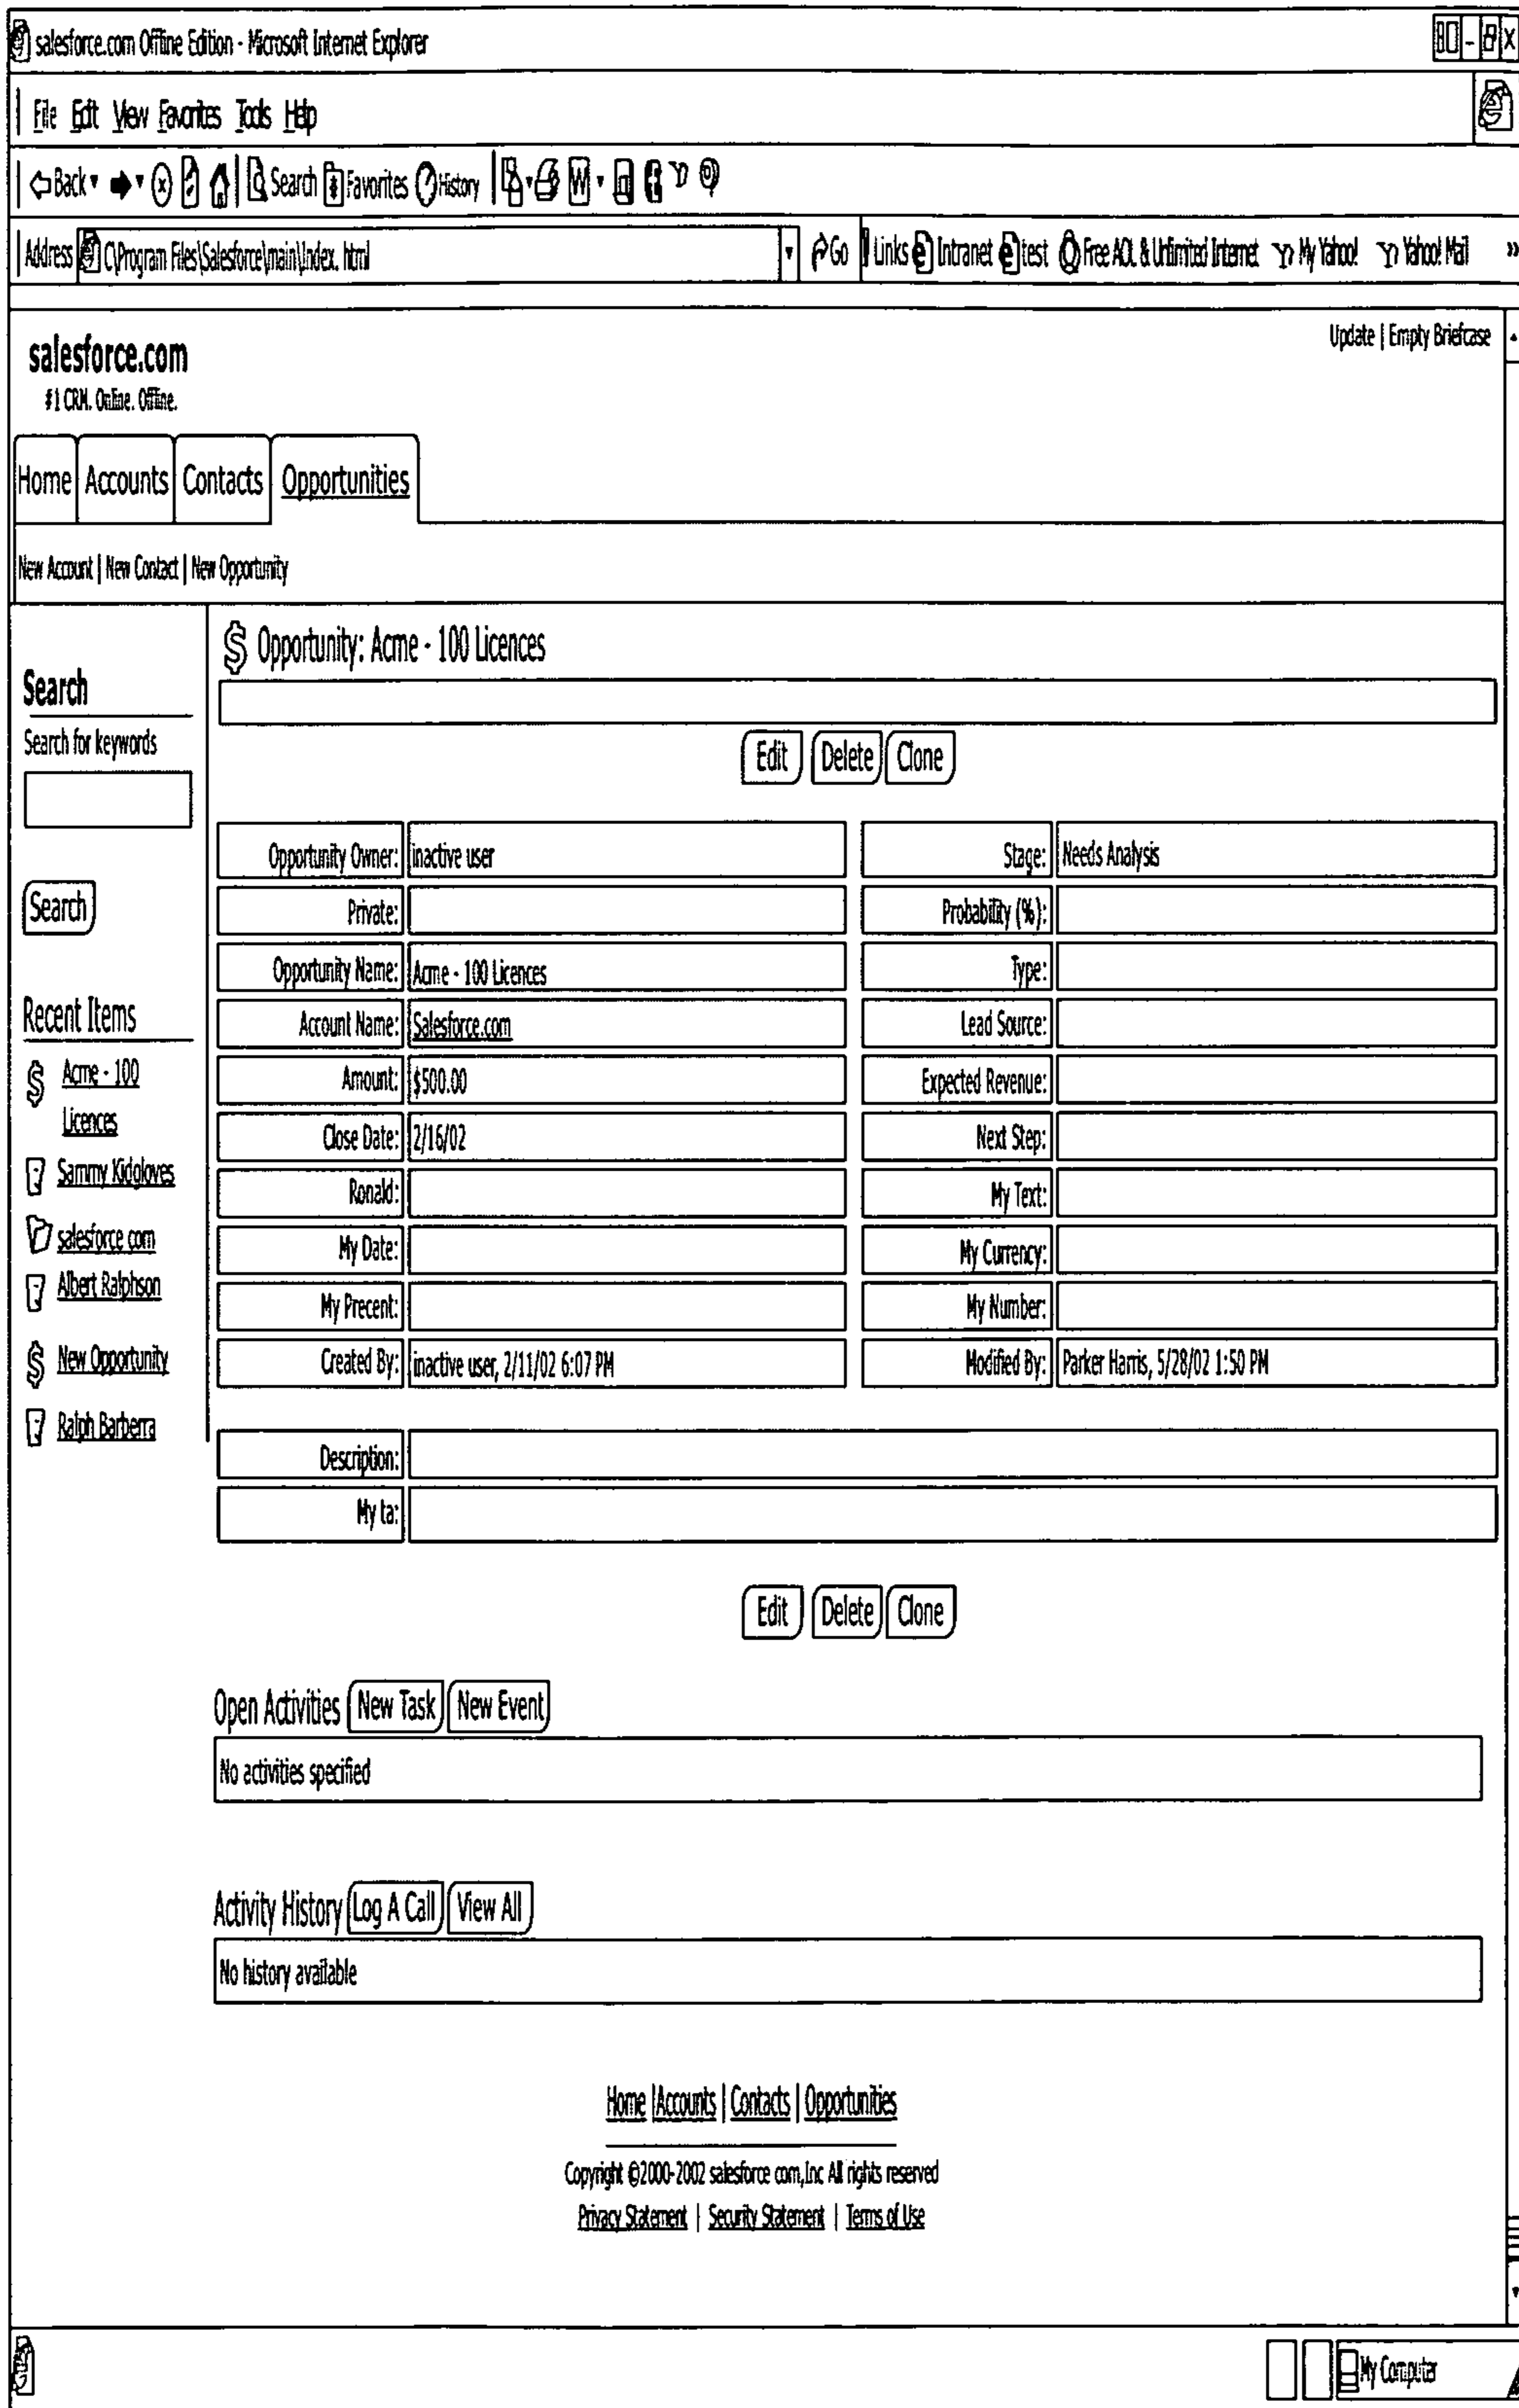 salesforce.com Offline Edition - Microsoft Internet Explorer
File Edit View Favorites Tools Help
Back Search Favorites History W
Address C:\Program Files\Salesforce\main\Index. html Go Links Intranet test Free AOL & Unlimited Internet My Yahoo! Yahoo! Mail »
Update | Empty Briefcase
salesforce.com
#1 CRM. Online. Offline.
Home Accounts Contacts Opportunities
New Account | New Contact | New Opportunity
$ Opportunity: Acme - 100 Licences
Edit Delete Clone
Search
Search for keywords
Search
Recent Items
$ Acme - 100
Licences
Sammy Kidgloves
salesforce com
Albert Ralphson
$ New Opportunity
Ralph Barberra
Opportunity Owner: inactive user Stage: Needs Analysis
Private: Probability (%):
Opportunity Name: Acme - 100 Licences Type:
Account Name: Salesforce.com Lead Source:
Amount: $500.00 Expected Revenue:
Close Date: 2/16/02 Next Step:
Ronald: My Text:
My Date: My Currency:
My Precent: My Number:
Created By: inactive user, 2/11/02 6:07 PM Modified By: Parker Harris, 5/28/02 1:50 PM
Description:
My ta:
Edit Delete Clone
Open Activities New Task New Event
No activities specified
Activity History Log A Call View All
No history available
Home |Accounts | Contacts | Opportunities
Copyright ©2000-2002 salesforce com,Inc All rights reserved
Privacy Statement | Security Statement | Terms of Use
My Computer